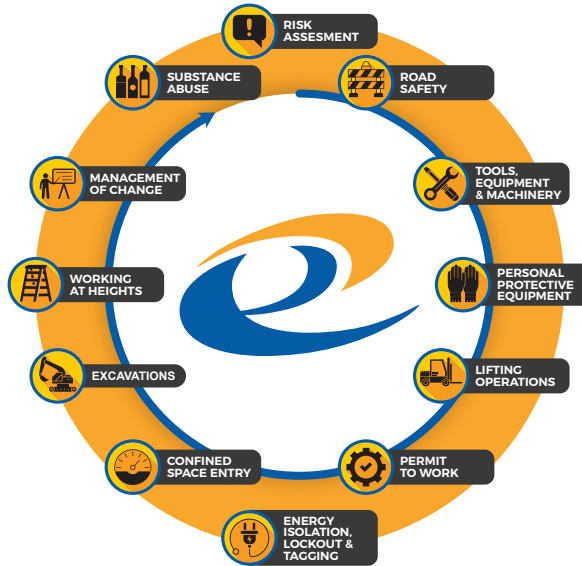 RISK
ASSESMENT
ROAD
SAFETY
TOOLS,
EQUIPMENT
& MACHINERY
PERSONAL
PROTECTIVE
EQUIPMENT
LIFTING
OPERATIONS
PERMIT
TO WORK
ENERGY
ISOLATION,
LOCKOUT &
TAGGING
CONFINED
SPACE ENTRY
EXCAVATIONS
WORKING
AT HEIGHTS
MANAGEMENT
OF CHANGE
SUBSTANCE
ABUSE